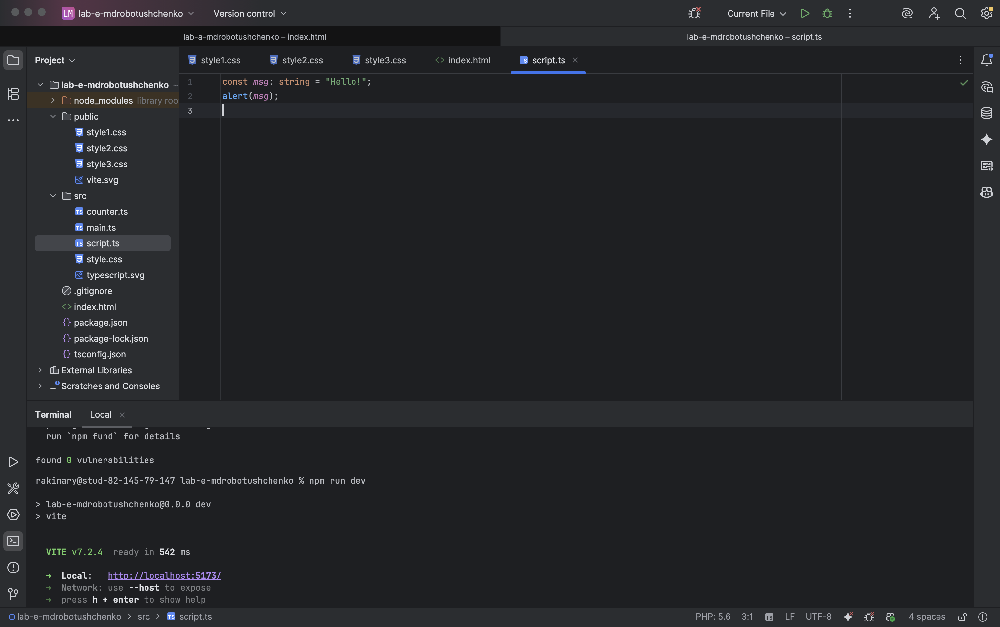 LM lab-e-mdrobotushchenko Version control Current File
lab-a-mdrobotushchenko – index.html lab-e-mdrobotushchenko – script.ts
Project
style1.css style2.css style3.css index.html script.ts
lab-e-mdrobotushchenko ~
node_modules library roo
public
style1.css
style2.css
style3.css
vite.svg
src
counter.ts
main.ts
script.ts
style.css
typescript.svg
.gitignore
index.html
package.json
package-lock.json
tsconfig.json
External Libraries
Scratches and Consoles
1 const msg: string = "Hello!";
2 alert(msg);
3
Terminal Local
run `npm fund` for details
found 0 vulnerabilities
rakinary@stud-82-145-79-147 lab-e-mdrobotushchenko % npm run dev
> lab-e-mdrobotushchenko@0.0.0 dev
> vite
VITE v7.2.4 ready in 542 ms
➜ Local: http://localhost:5173/
➜ Network: use --host to expose
➜ press h + enter to show help
lab-e-mdrobotushchenko > src > TS script.ts PHP: 5.6 3:1 TS LF UTF-8 4 spaces